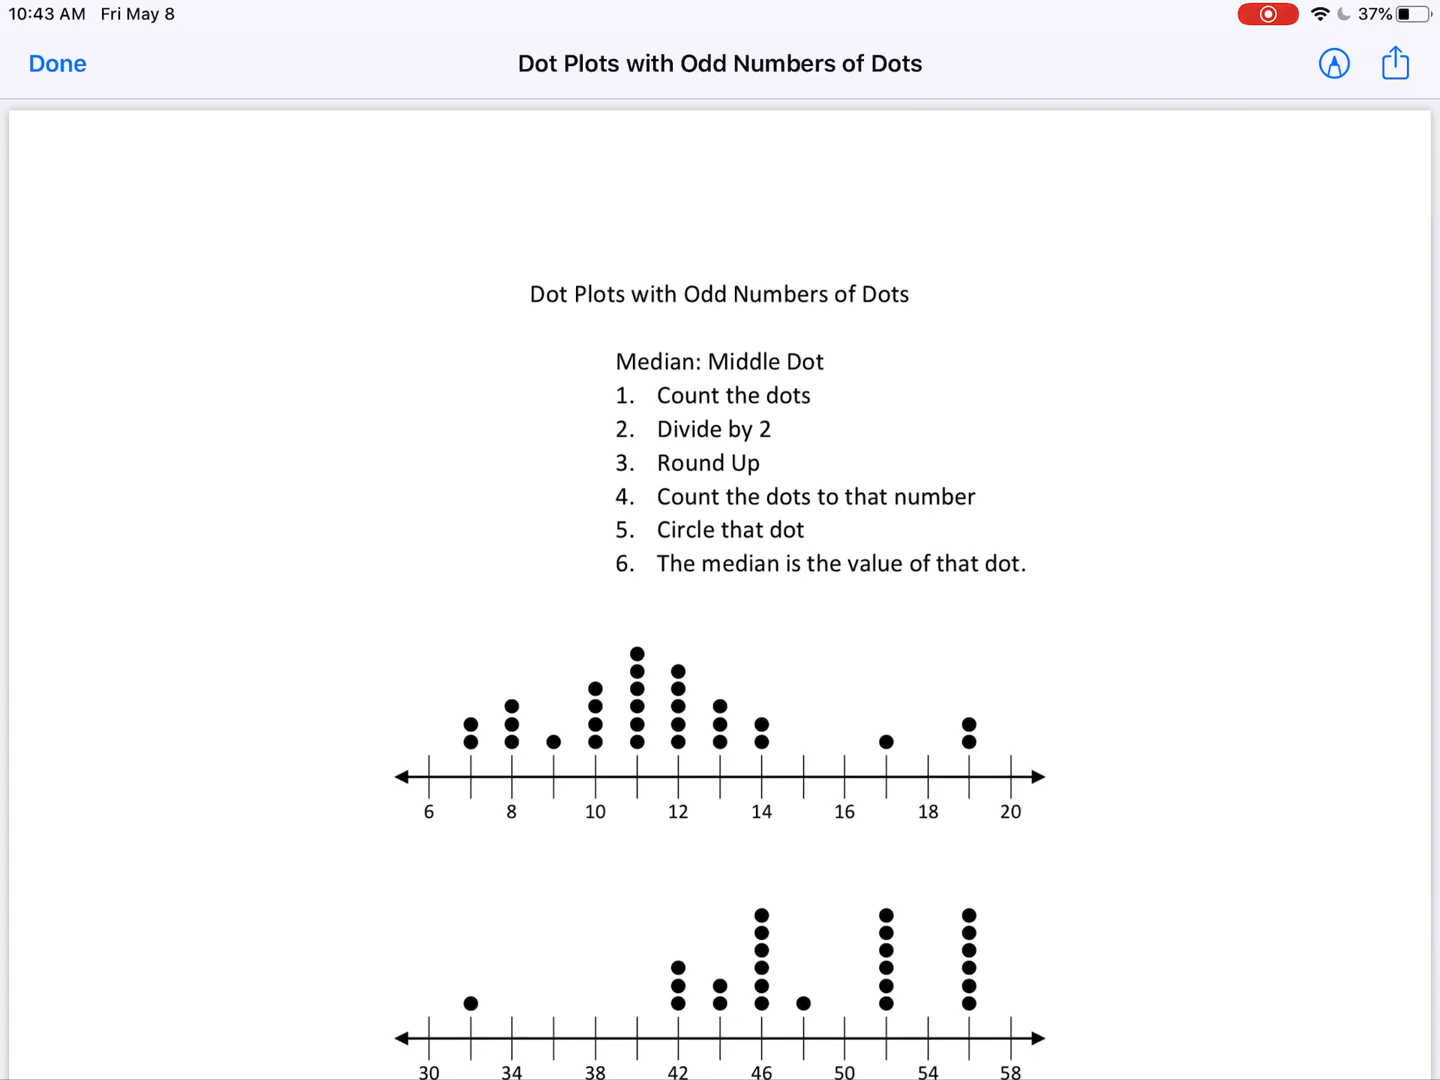 10:43 AM Fri May 8
37%
Done
Dot Plots with Odd Numbers of Dots
Dot Plots with Odd Numbers of Dots
Median: Middle Dot
1. Count the dots
2. Divide by 2
3. Round Up
4. Count the dots to that number
5. Circle that dot
6. The median is the value of that dot.
6 8 10 12 14 16 18 20
30 34 38 42 46 50 54 58